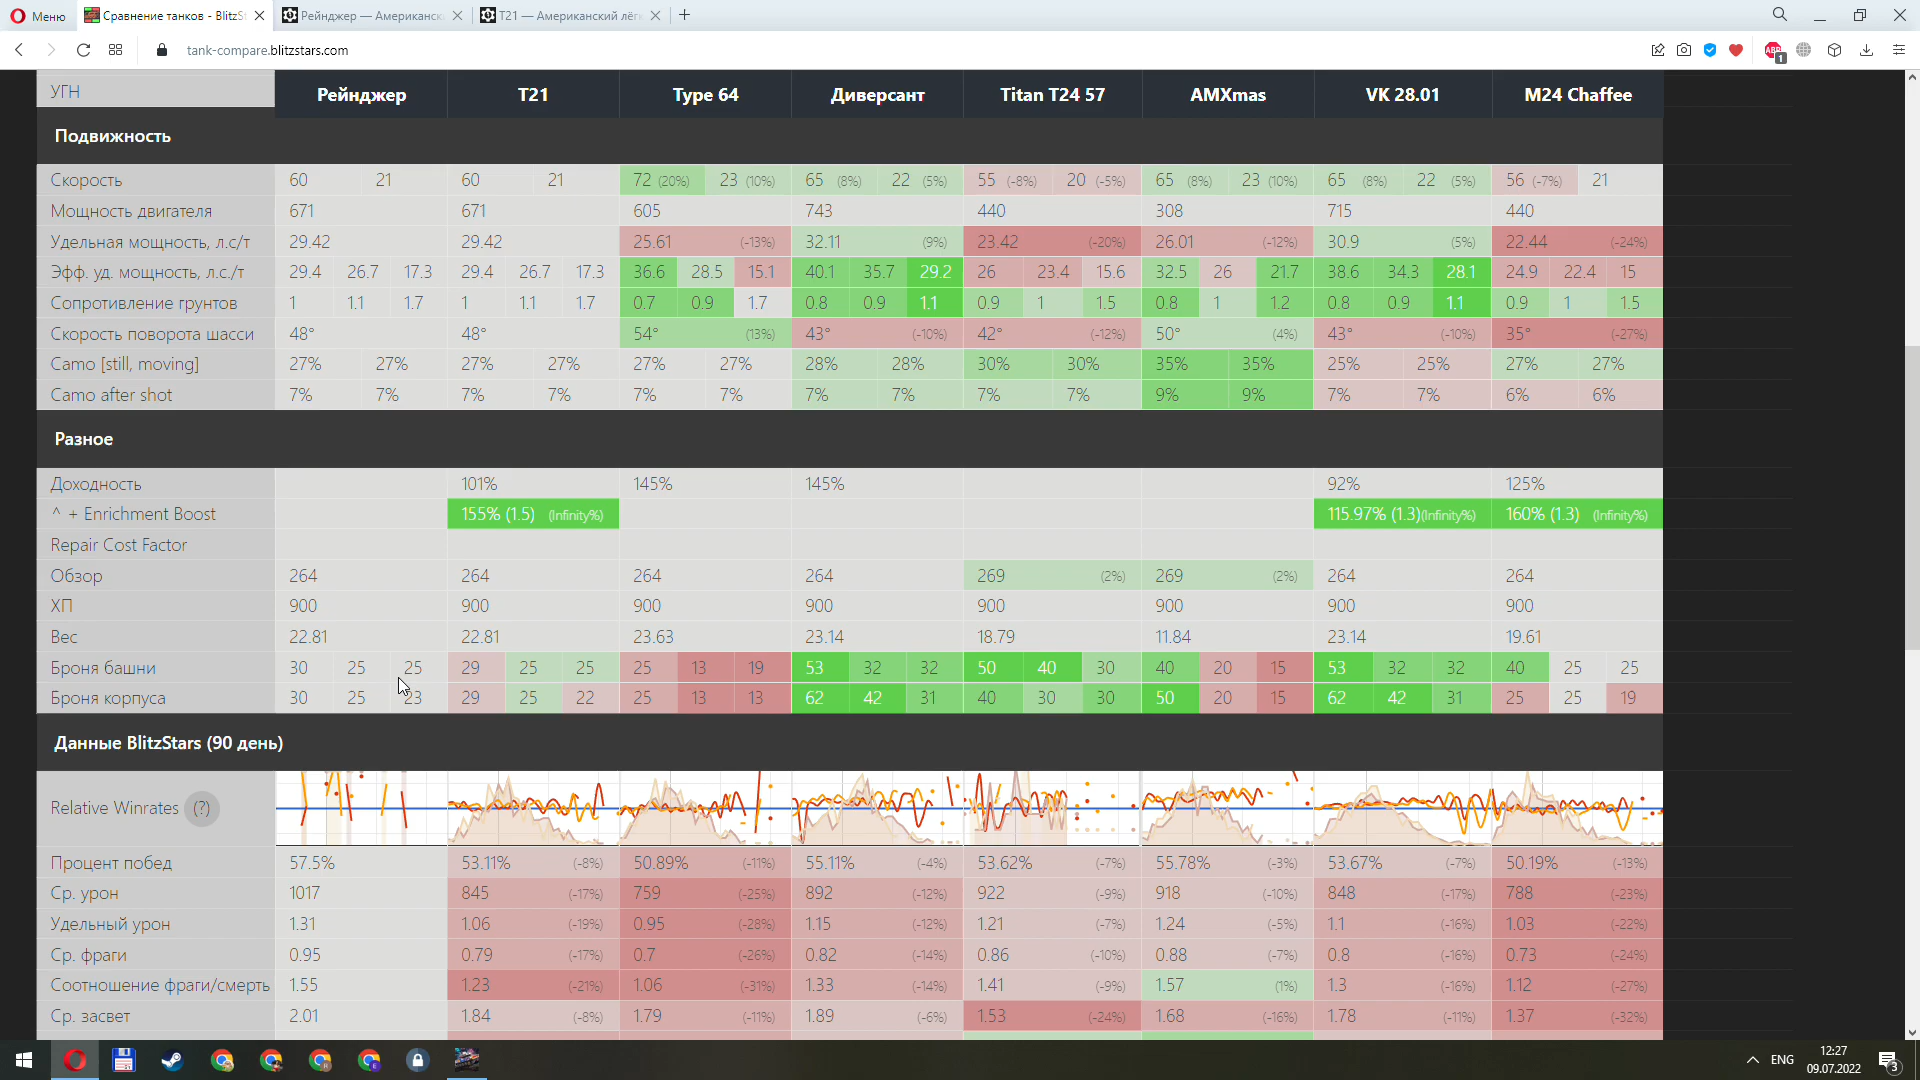 Меню
Сравнение танков - BlitzSt
Рейнджер — Американск
T21 — Американский лёг
tank-compare.blitzstars.com
УГН Рейнджер T21 Type 64 Диверсант Titan T24 57 AMXmas VK 28.01 M24 Chaffee
Подвижность
Скорость 60 21 60 21 72 (20%) 23 (10%) 65 (8%) 22 (5%) 55 (-8%) 20 (-5%) 65 (8%) 23 (10%) 65 (8%) 22 (5%) 56 (-7%) 21
Мощность двигателя 671 671 605 743 440 308 715 440
Удельная мощность, л.с/т 29.42 29.42 25.61 (-13%) 32.11 (9%) 23.42 (-20%) 26.01 (-12%) 30.9 (5%) 22.44 (-24%)
Эфф. уд. мощность, л.с./т 29.4 26.7 17.3 29.4 26.7 17.3 36.6 28.5 15.1 40.1 35.7 29.2 26 23.4 15.6 32.5 26 21.7 38.6 34.3 28.1 24.9 22.4 15
Сопротивление грунтов 1 1.1 1.7 1 1.1 1.7 0.7 0.9 1.7 0.8 0.9 1.1 0.9 1 1.5 0.8 1 1.2 0.8 0.9 1.1 0.9 1 1.5
Скорость поворота шасси 48° 48° 54° (13%) 43° (-10%) 42° (-12%) 50° (4%) 43° (-10%) 35° (-27%)
Camo [still, moving] 27% 27% 27% 27% 27% 27% 28% 28% 30% 30% 35% 35% 25% 25% 27% 27%
Camo after shot 7% 7% 7% 7% 7% 7% 7% 7% 7% 7% 9% 9% 7% 7% 6% 6%
Разное
Доходность 101% 145% 145% 92% 125%
^ + Enrichment Boost 155% (1.5) (Infinity%) 115.97% (1.3)(Infinity%) 160% (1.3) (Infinity%)
Repair Cost Factor
Обзор 264 264 264 264 269 (2%) 269 (2%) 264 264
ХП 900 900 900 900 900 900 900 900
Вес 22.81 22.81 23.63 23.14 18.79 11.84 23.14 19.61
Броня башни 30 25 25 29 25 25 25 13 19 53 32 32 50 40 30 40 20 15 53 32 32 40 25 25
Броня корпуса 30 25 23 29 25 22 25 13 13 62 42 31 40 30 30 50 20 15 62 42 31 25 25 19
Данные BlitzStars (90 день)
Relative Winrates (?)
Процент побед 57.5% 53.11% (-8%) 50.89% (-11%) 55.11% (-4%) 53.62% (-7%) 55.78% (-3%) 53.67% (-7%) 50.19% (-13%)
Ср. урон 1017 845 (-17%) 759 (-25%) 892 (-12%) 922 (-9%) 918 (-10%) 848 (-17%) 788 (-23%)
Удельный урон 1.31 1.06 (-19%) 0.95 (-28%) 1.15 (-12%) 1.21 (-7%) 1.24 (-5%) 1.1 (-16%) 1.03 (-22%)
Ср. фраги 0.95 0.79 (-17%) 0.7 (-26%) 0.82 (-14%) 0.86 (-10%) 0.88 (-7%) 0.8 (-16%) 0.73 (-24%)
Соотношение фраги/смерть 1.55 1.23 (-21%) 1.06 (-31%) 1.33 (-14%) 1.41 (-9%) 1.57 (1%) 1.3 (-16%) 1.12 (-27%)
Ср. засвет 2.01 1.84 (-8%) 1.79 (-11%) 1.89 (-6%) 1.53 (-24%) 1.68 (-16%) 1.78 (-11%) 1.37 (-32%)
ENG
12:27
09.07.2022
3